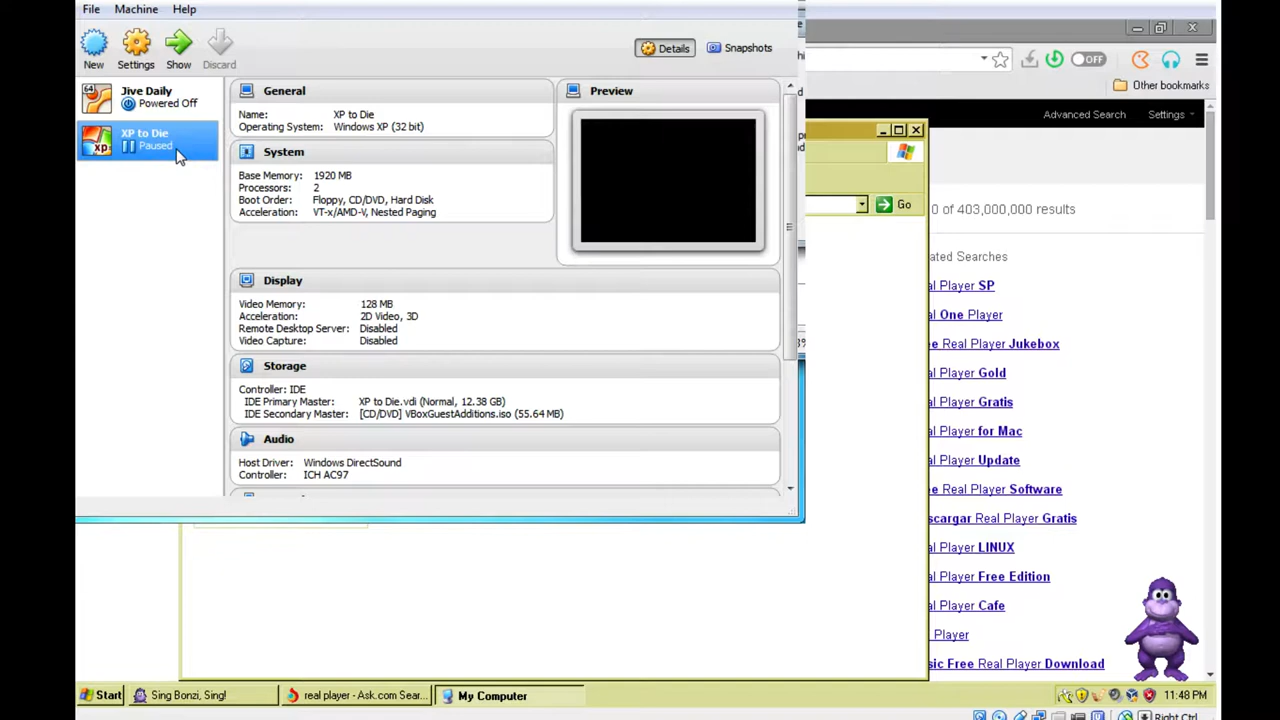 File Machine Help
New Settings Show Discard
Details Snapshots
64
Jive Daily
Powered Off
xp
XP to Die
Paused
General
Name: XP to Die
Operating System: Windows XP (32 bit)
System
Base Memory: 1920 MB
Processors: 2
Boot Order: Floppy, CD/DVD, Hard Disk
Acceleration: VT-x/AMD-V, Nested Paging
Preview
Display
Video Memory: 128 MB
Acceleration: 2D Video, 3D
Remote Desktop Server: Disabled
Video Capture: Disabled
Storage
Controller: IDE
IDE Primary Master: XP to Die.vdi (Normal, 12.38 GB)
IDE Secondary Master: [CD/DVD] VBoxGuestAdditions.iso (55.64 MB)
Audio
Host Driver: Windows DirectSound
Controller: ICH AC97
OFF
Other bookmarks
Advanced Search Settings
Go
0 of 403,000,000 results
ated Searches
al Player SP
al One Player
ee Real Player Jukebox
al Player Gold
al Player Gratis
al Player for Mac
al Player Update
ee Real Player Software
scargar Real Player Gratis
al Player LINUX
al Player Free Edition
al Player Cafe
Player
sic Free Real Player Download
Start Sing Bonzi, Sing! real player - Ask.com Sear... My Computer 11:48 PM
Right Ctrl